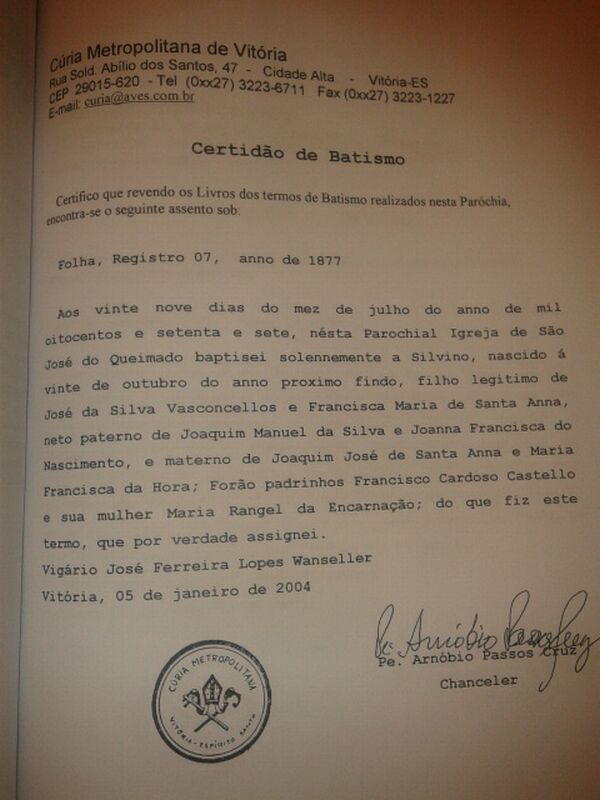 Cúria Metropolitana de Vitória
Rua Sold. Abílio dos Santos, 47 - Cidade Alta - Vitória-ES
CEP 29015-620 - Tel (0xx27) 3223-6711 Fax (0xx27) 3223-1227
E-mail: curia@aves.com.br
Certidão de Batismo
Certifico que revendo os Livros dos termos de Batismo realizados nesta Paróchia,
encontra-se o seguinte assento sob:
Folha, Registro 07, anno de 1877
Aos vinte nove dias do mez de julho do anno de mil
oitocentos e setenta e sete, nésta Parochial Igreja de São
José do Queimado baptisei solennemente a Silvino, nascido á
vinte de outubro do anno proximo findo, filho legitimo de
José da Silva Vasconcellos e Francisca Maria de Santa Anna,
neto paterno de Joaquim Manuel da Silva e Joanna Francisca do
Nascimento, e materno de Joaquim José de Santa Anna e Maria
Francisca da Hora; Forão padrinhos Francisco Cardoso Castello
e sua mulher Maria Rangel da Encarnação; do que fiz este
termo, que por verdade assignei.
Vigário José Ferreira Lopes Wanseller
Vitória, 05 de janeiro de 2004
Pe. Arnóbio Passos Cruz
Pe. Arnóbio Passos Cruz
Chanceler
CÚRIA METROPOLITANA
VITÓRIA - ESPÍRITO SANTO